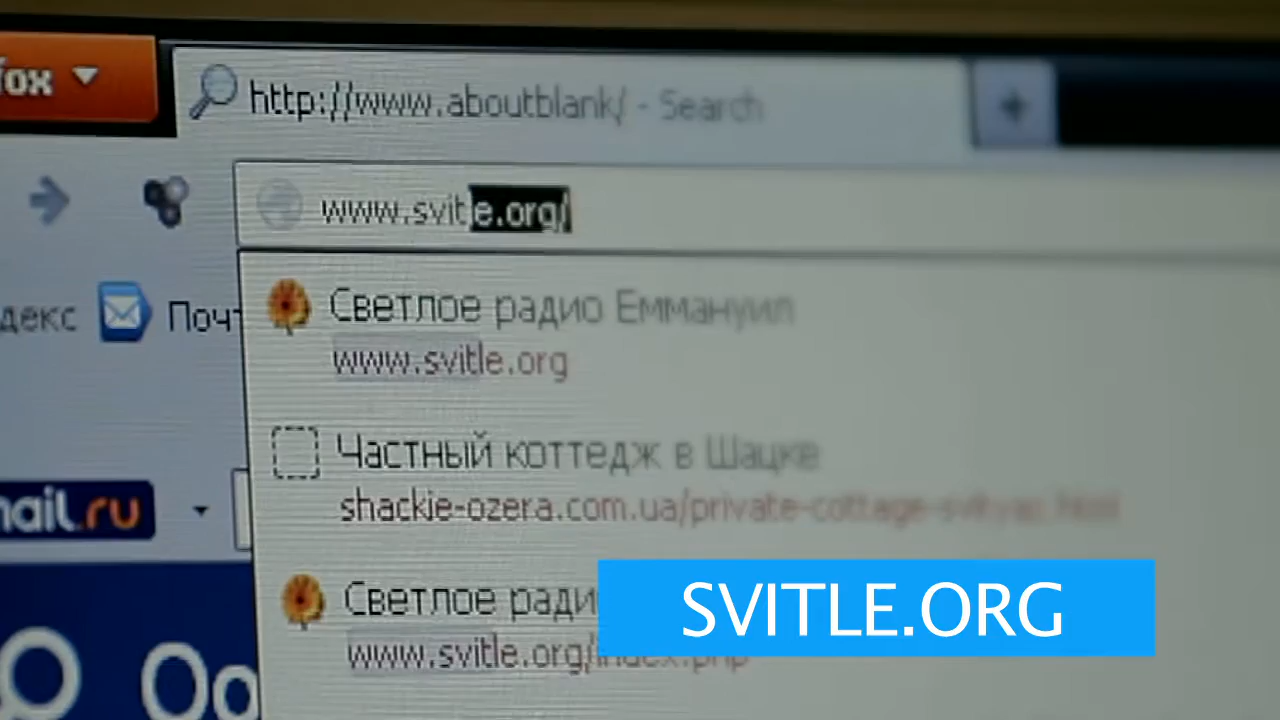 fox
http://www.aboutblank/ - Search
www.svitle.org/
Светлое радио Еммануил
декс Почт
www.svitle.org
Частный коттедж в Шацке
mail.ru shackie-ozera.com.ua/private-cottage-svityaz.html
Светлое ради
SVITLE.ORG
www.svitle.org/index.php